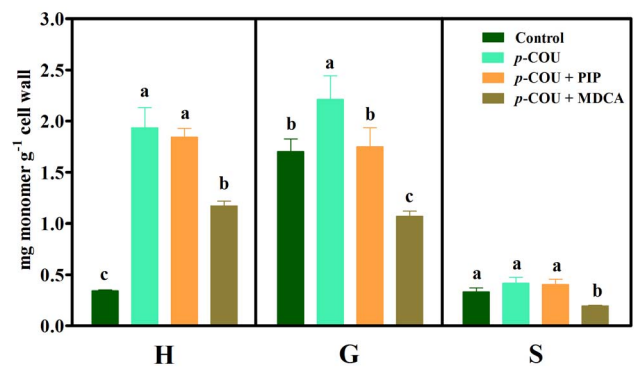 3.0
2.5
2.0
1.5
1.0
0.5
0.0
mg monomer g⁻¹ cell wall
Control
p-COU
p-COU + PIP
p-COU + MDCA
c
a
a
b
b
a
b
c
a
a
a
b
H
G
S